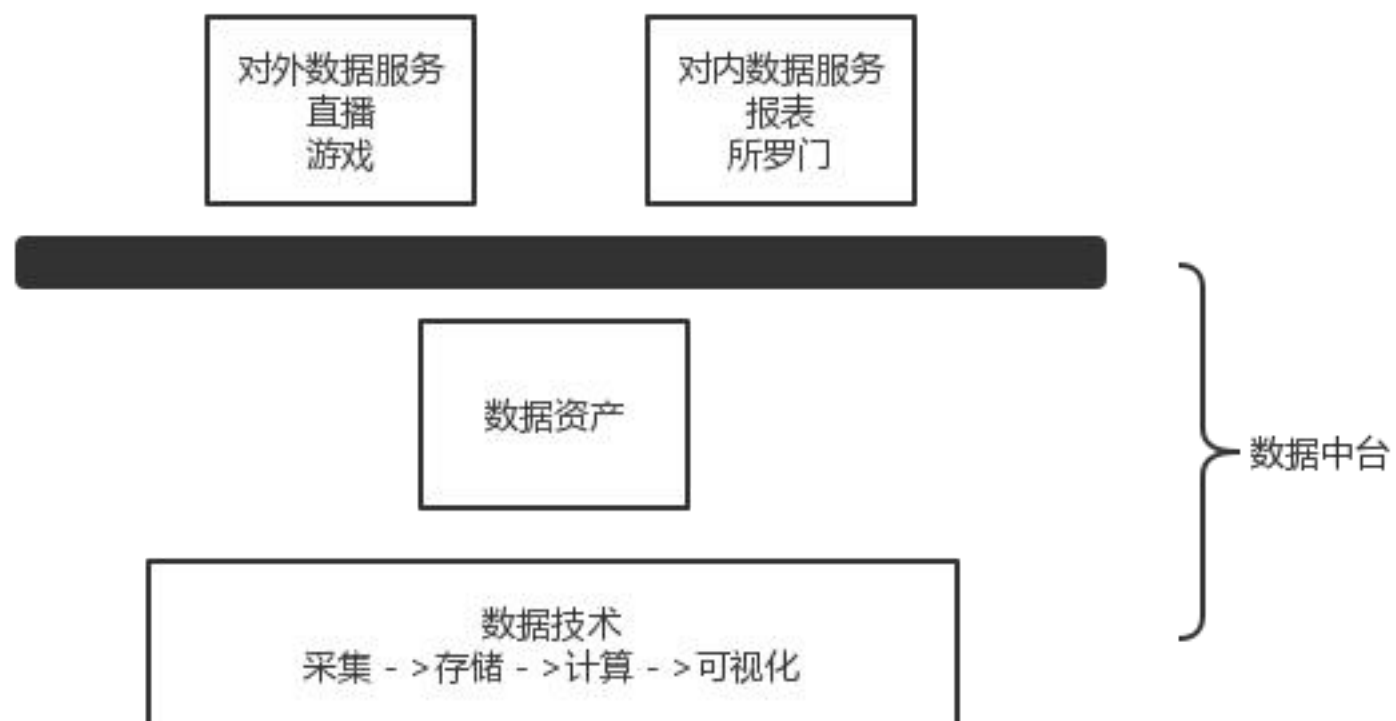 对外数据服务
直播
游戏
对内数据服务
报表
所罗门
数据资产
数据中台
数据技术
采集 - >存储 - >计算 - >可视化